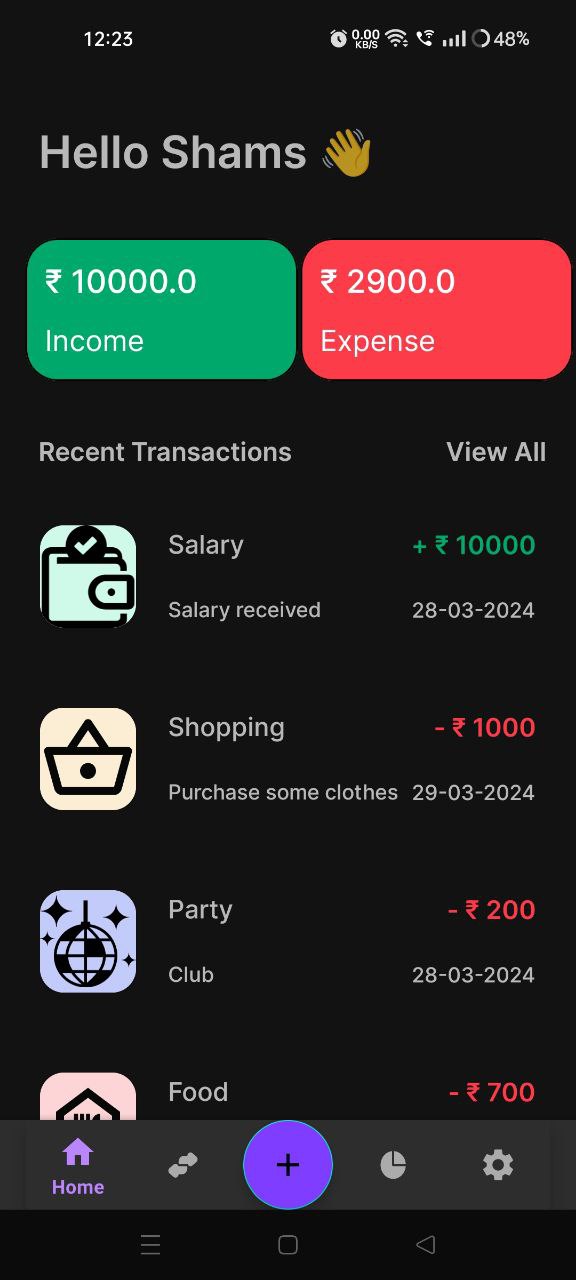 12:23 0.00 KB/S 48%
Hello Shams 👋
₹ 10000.0 ₹ 2900.0
Income Expense
Recent Transactions View All
Salary + ₹ 10000
Salary received 28-03-2024
Shopping - ₹ 1000
Purchase some clothes 29-03-2024
Party - ₹ 200
Club 28-03-2024
Food - ₹ 700
Home